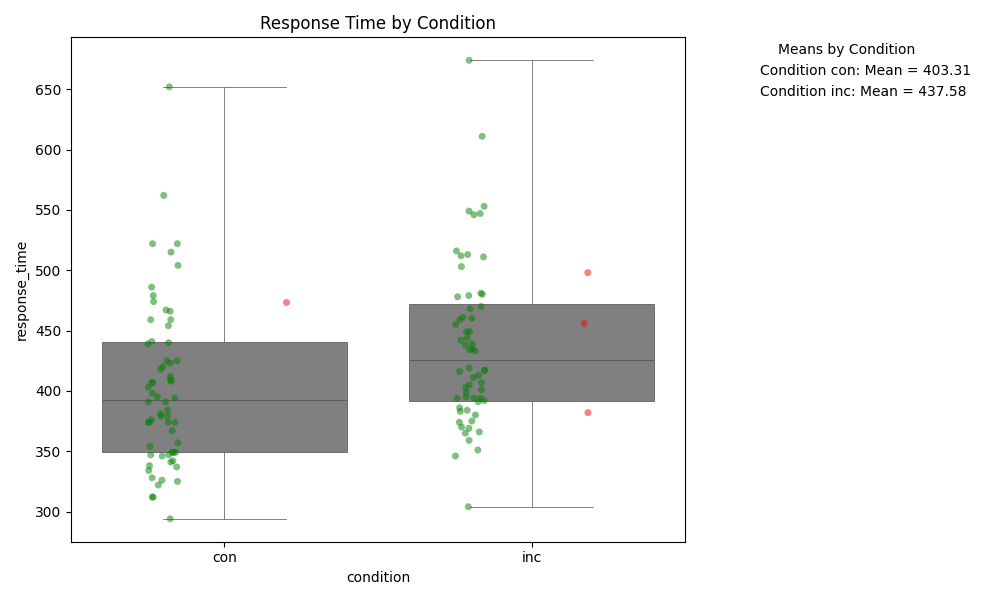 Response Time by Condition
Means by Condition
Condition con: Mean = 403.31
Condition inc: Mean = 437.58
650
600
550
500
450
400
350
300
response_time
con
inc
condition